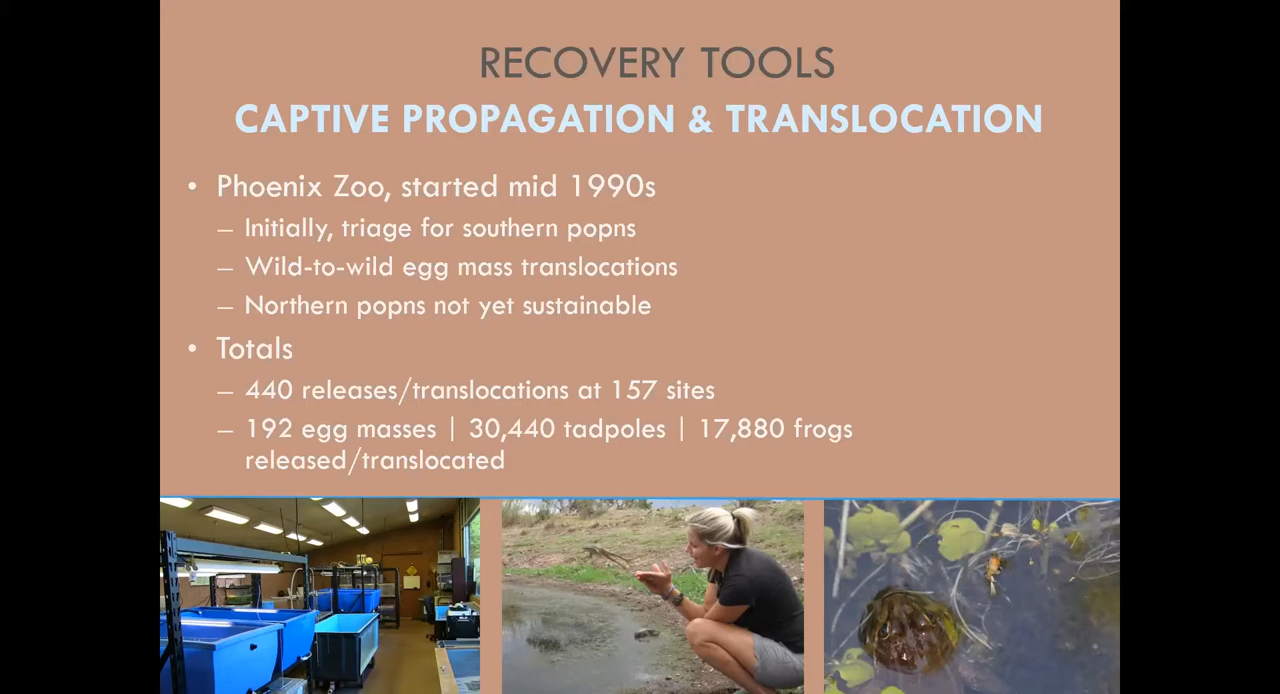 RECOVERY TOOLS
CAPTIVE PROPAGATION & TRANSLOCATION
• Phoenix Zoo, started mid 1990s
– Initially, triage for southern popns
– Wild-to-wild egg mass translocations
– Northern popns not yet sustainable
• Totals
– 440 releases/translocations at 157 sites
– 192 egg masses | 30,440 tadpoles | 17,880 frogs
released/translocated